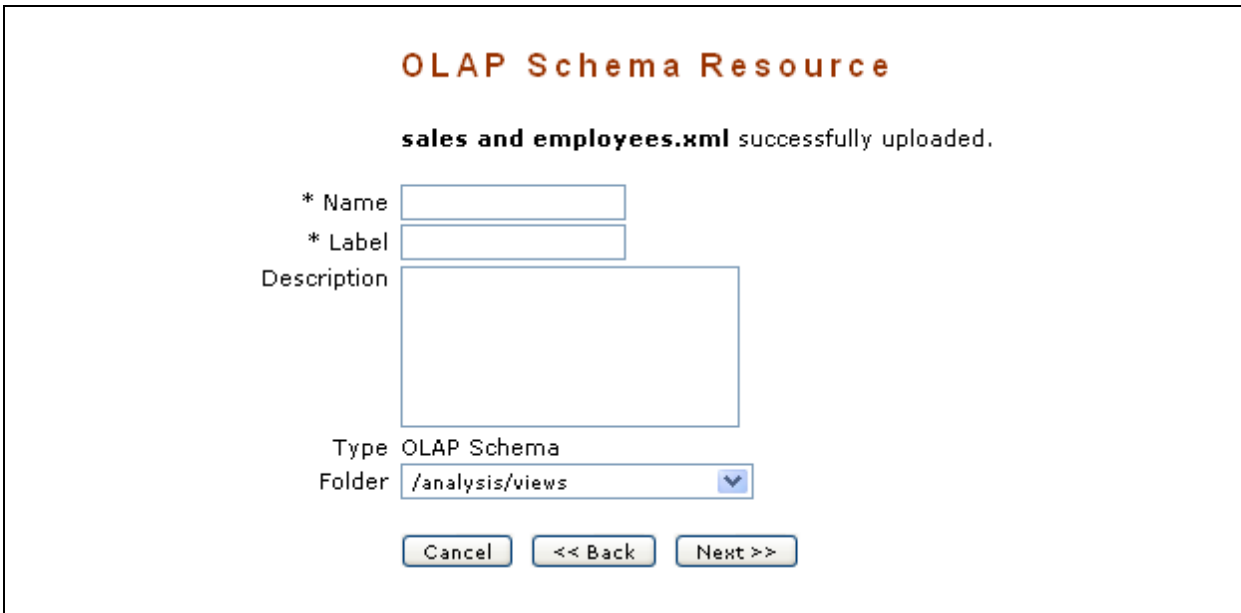 OLAP Schema Resource
sales and employees.xml successfully uploaded.
* Name
* Label
Description
Type OLAP Schema
Folder /analysis/views
Cancel << Back Next >>